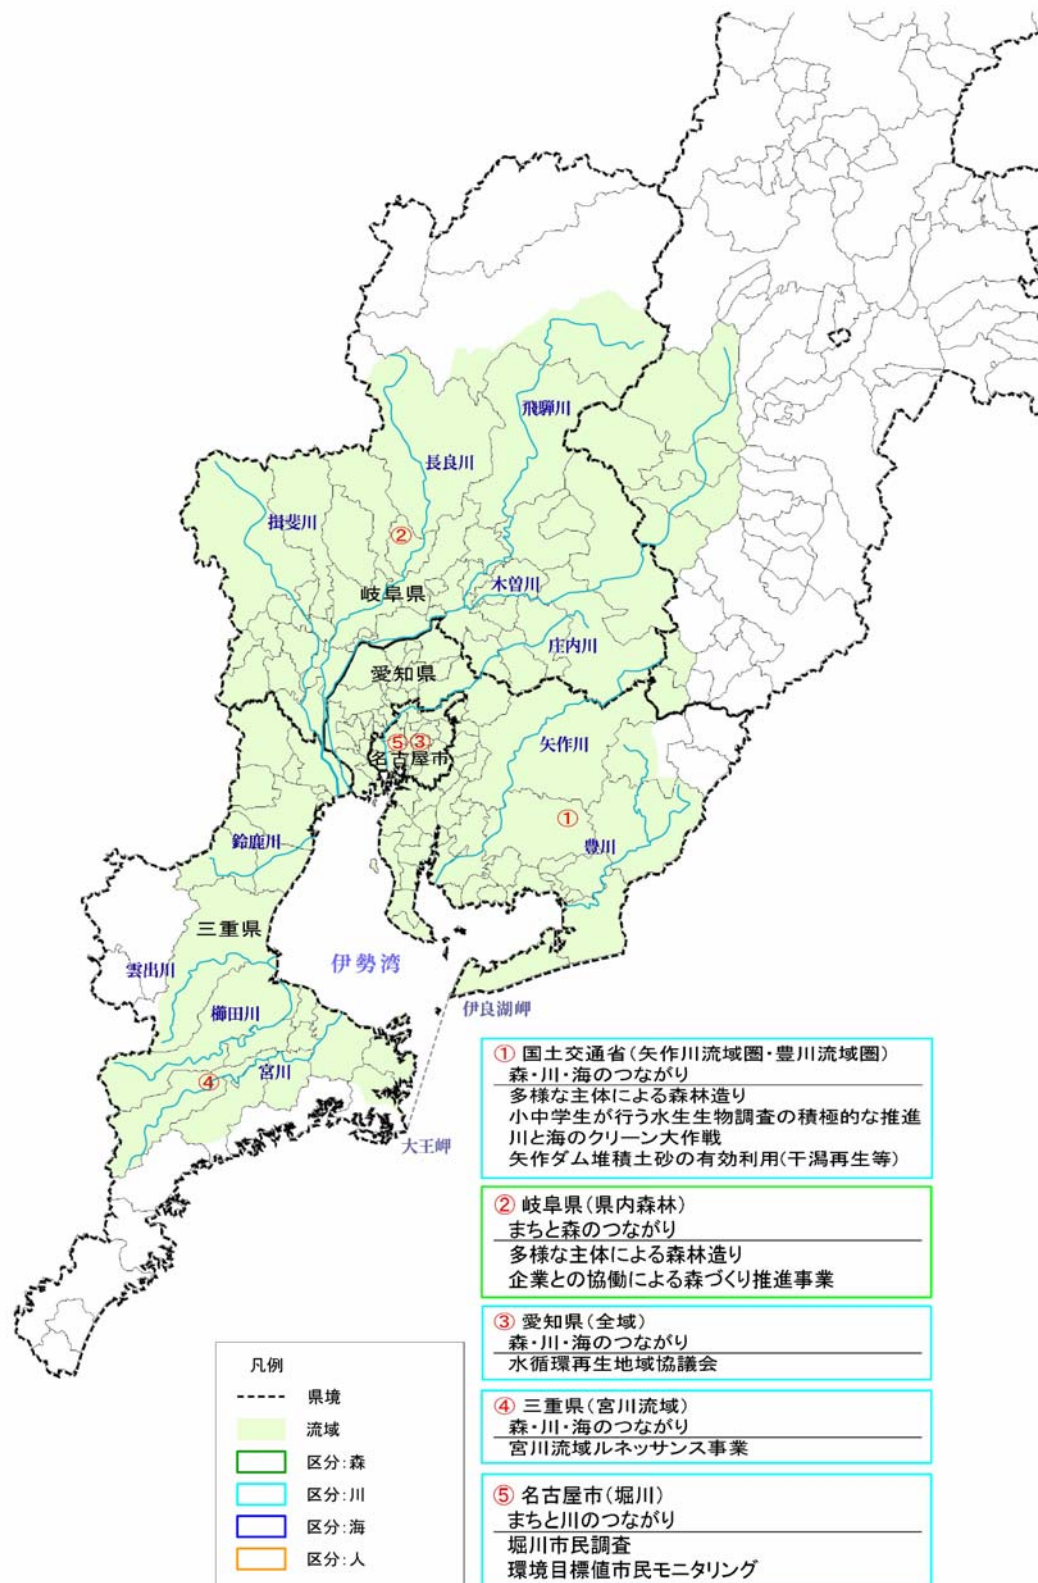 飛騨川
長良川
揖斐川
②
木曽川
岐阜県
庄内川
愛知県
矢作川
⑤ ③
名古屋市
①
豊川
鈴鹿川
三重県
伊勢湾
雲出川
伊良湖岬
櫛田川
宮川
④
大王岬
① 国土交通省(矢作川流域圏・豊川流域圏)
森・川・海のつながり
多様な主体による森林造り
小中学生が行う水生生物調査の積極的な推進
川と海のクリーン大作戦
矢作ダム堆積土砂の有効利用(干潟再生等)
② 岐阜県(県内森林)
まちと森のつながり
多様な主体による森林造り
企業との協働による森づくり推進事業
③ 愛知県(全域)
森・川・海のつながり
水循環再生地域協議会
④ 三重県(宮川流域)
森・川・海のつながり
宮川流域ルネッサンス事業
⑤ 名古屋市(堀川)
まちと川のつながり
堀川市民調査
環境目標値市民モニタリング
凡例
県境
流域
区分:森
区分:川
区分:海
区分:人